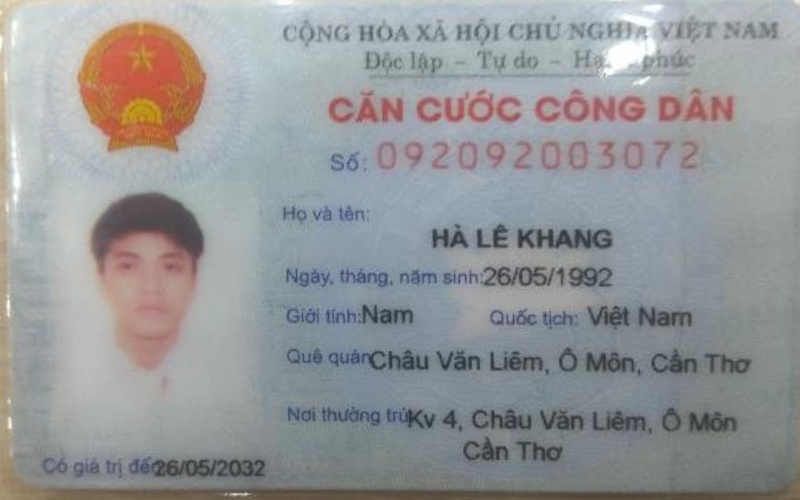 CỘNG HÒA XÃ HỘI CHỦ NGHĨA VIỆT NAM
Độc lập - Tự do - Hạnh phúc
CĂN CƯỚC CÔNG DÂN
Số: 092092003072
Họ và tên:
HÀ LÊ KHANG
Ngày, tháng, năm sinh: 26/05/1992
Giới tính: Nam Quốc tịch: Việt Nam
Quê quán Châu Văn Liêm, Ô Môn, Cần Thơ
Nơi thường trú: Kv 4, Châu Văn Liêm, Ô Môn
Cần Thơ
Có giá trị đến 26/05/2032